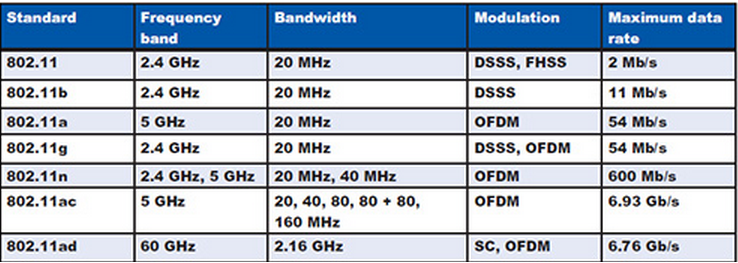 Standard Frequency band Bandwidth Modulation Maximum data rate
802.11 2.4 GHz 20 MHz DSSS, FHSS 2 Mb/s
802.11b 2.4 GHz 20 MHz DSSS 11 Mb/s
802.11a 5 GHz 20 MHz OFDM 54 Mb/s
802.11g 2.4 GHz 20 MHz DSSS, OFDM 54 Mb/s
802.11n 2.4 GHz, 5 GHz 20 MHz, 40 MHz OFDM 600 Mb/s
802.11ac 5 GHz 20, 40, 80, 80 + 80, 160 MHz OFDM 6.93 Gb/s
802.11ad 60 GHz 2.16 GHz SC, OFDM 6.76 Gb/s